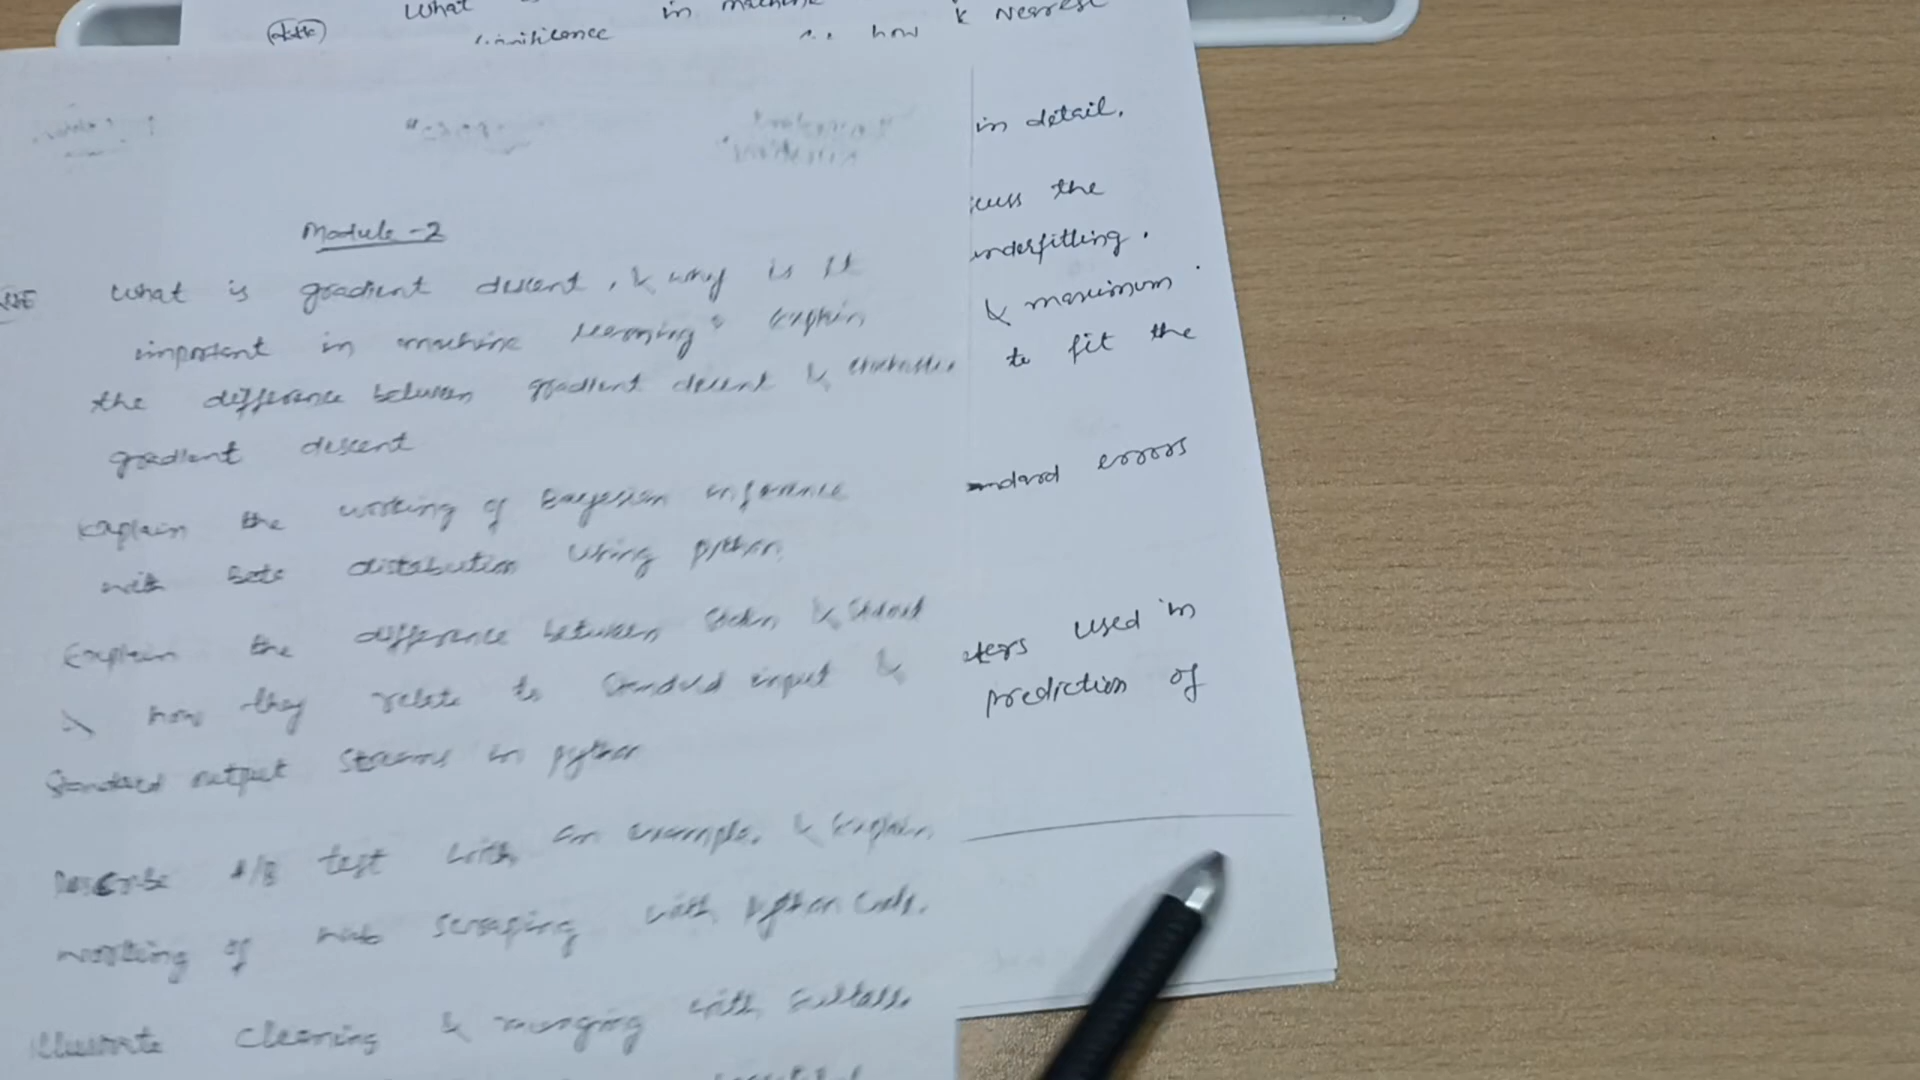 What in machine
significance how K Nearest
in detail.
cuss the
underfitting.
& maximum
to fit the
errors
used in
prediction of
Module-2
What is gradient descent, & why is it
important in machine learning? Explain
the difference between gradient descent &
gradient descent
Explain the working of Bayesian inference
with beta distribution using python.
Explain the difference between stdin & stdout
& how they relate to standard input &
standard output streams in python
Describe A/B test with an example. & explain
working of web scraping with python code.
Illustrate cleaning & merging with suitable